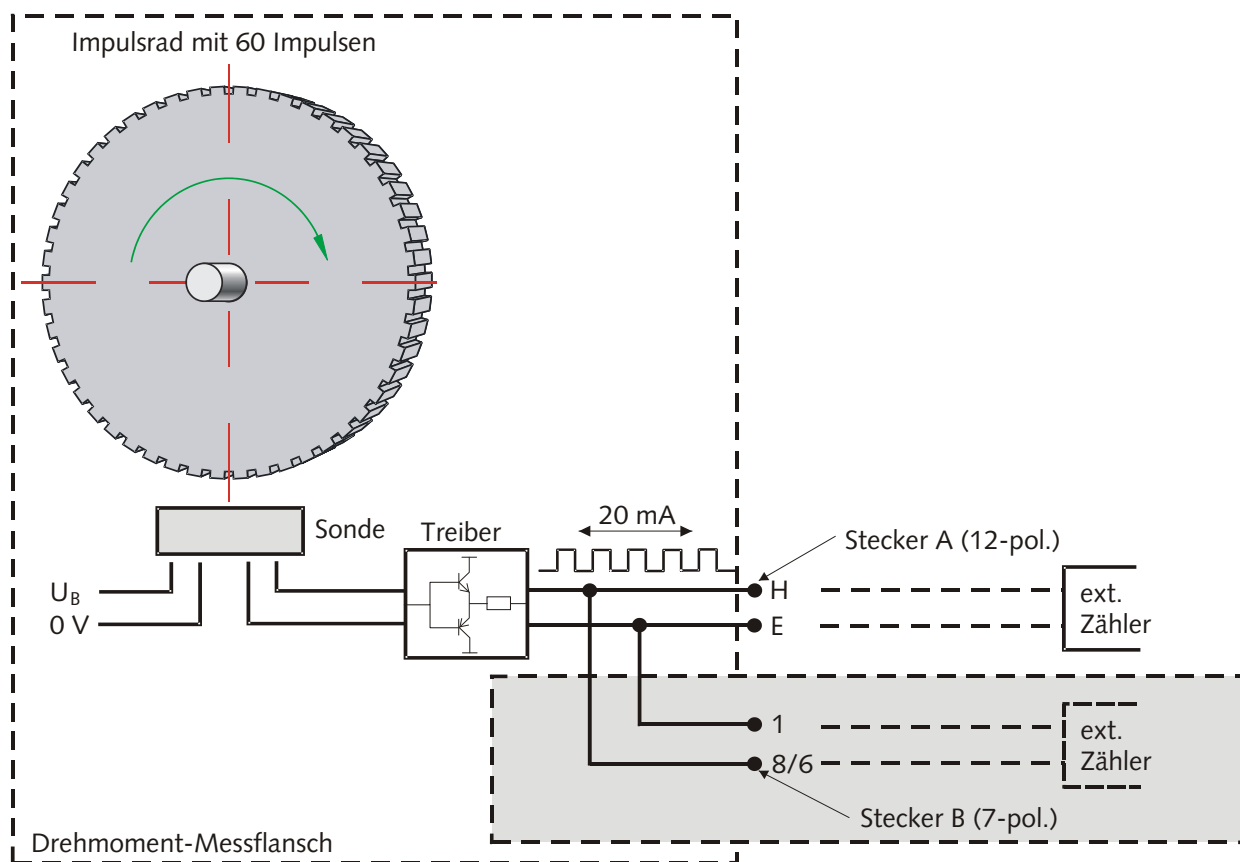 Impulsrad mit 60 Impulsen
Sonde
Treiber
20 mA
Stecker A (12-pol.)
U_B
0 V
H
E
ext.
Zähler
1
8/6
ext.
Zähler
Stecker B (7-pol.)
Drehmoment-Messflansch